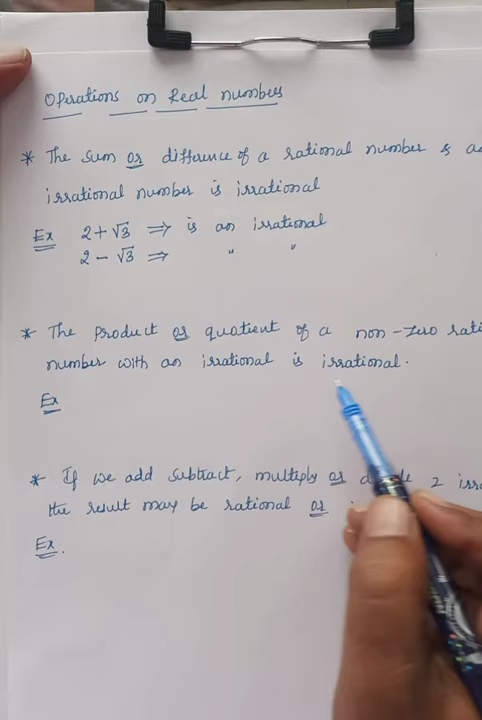 Operations on Real numbers
* The sum or difference of a rational number &
irrational number is irrational
Ex 2+√3 ⇒ is an irrational
2-√3 ⇒ " "
* The product or quotient of a non-zero
number with an irrational is irrational.
Ex
* If we add subtract, multiply or 2
the result may be rational or
Ex.